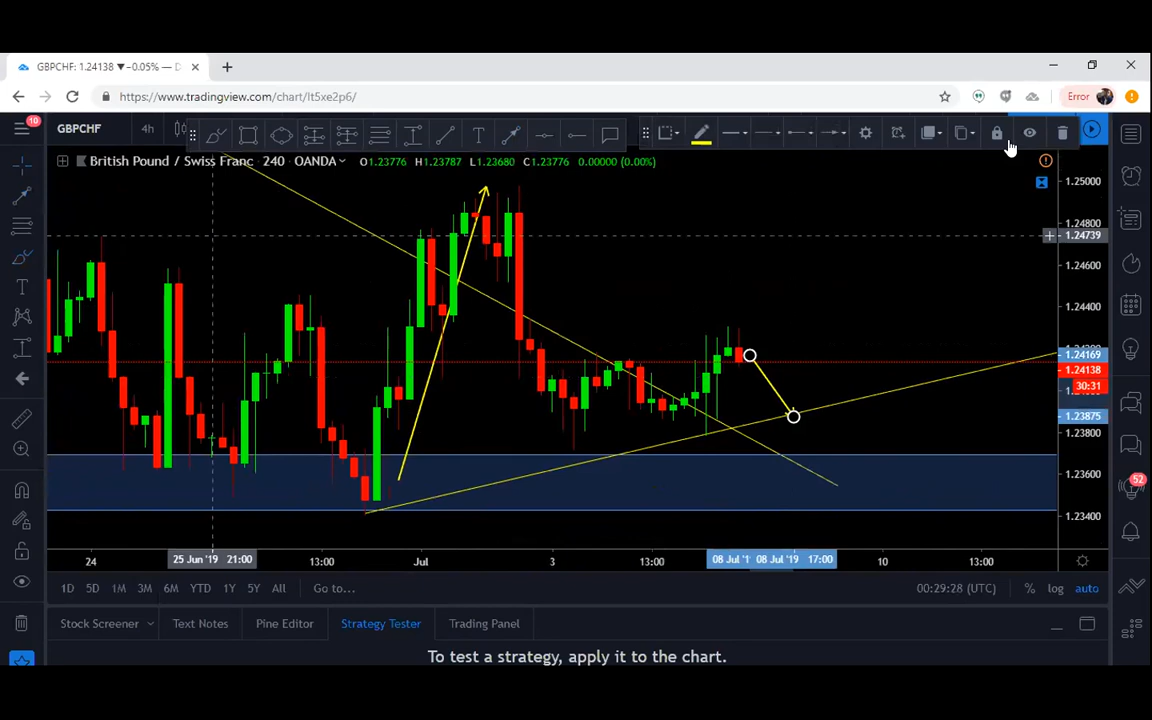 GBPCHF: 1.24138 ▼−0.05% — D
https://www.tradingview.com/chart/lt5xe2p6/
Error
10
GBPCHF
4h
T
British Pound / Swiss Franc 240 OANDA
O1.23776 H1.23787 L1.23680 C1.23776 0.00000 (0.00%)
1.25000
1.24800
1.24739
1.24600
1.24400
1.24169
1.24138
30:31
1.23875
1.23800
1.23600
1.23400
52
24
25 Jun '19 21:00
13:00
Jul
3
13:00
08 Jul '1
08 Jul '19 17:00
10
13:00
1D 5D 1M 3M 6M YTD 1Y 5Y All Go to...
00:29:28 (UTC)
% log auto
Stock Screener
Text Notes
Pine Editor
Strategy Tester
Trading Panel
To test a strategy, apply it to the chart.